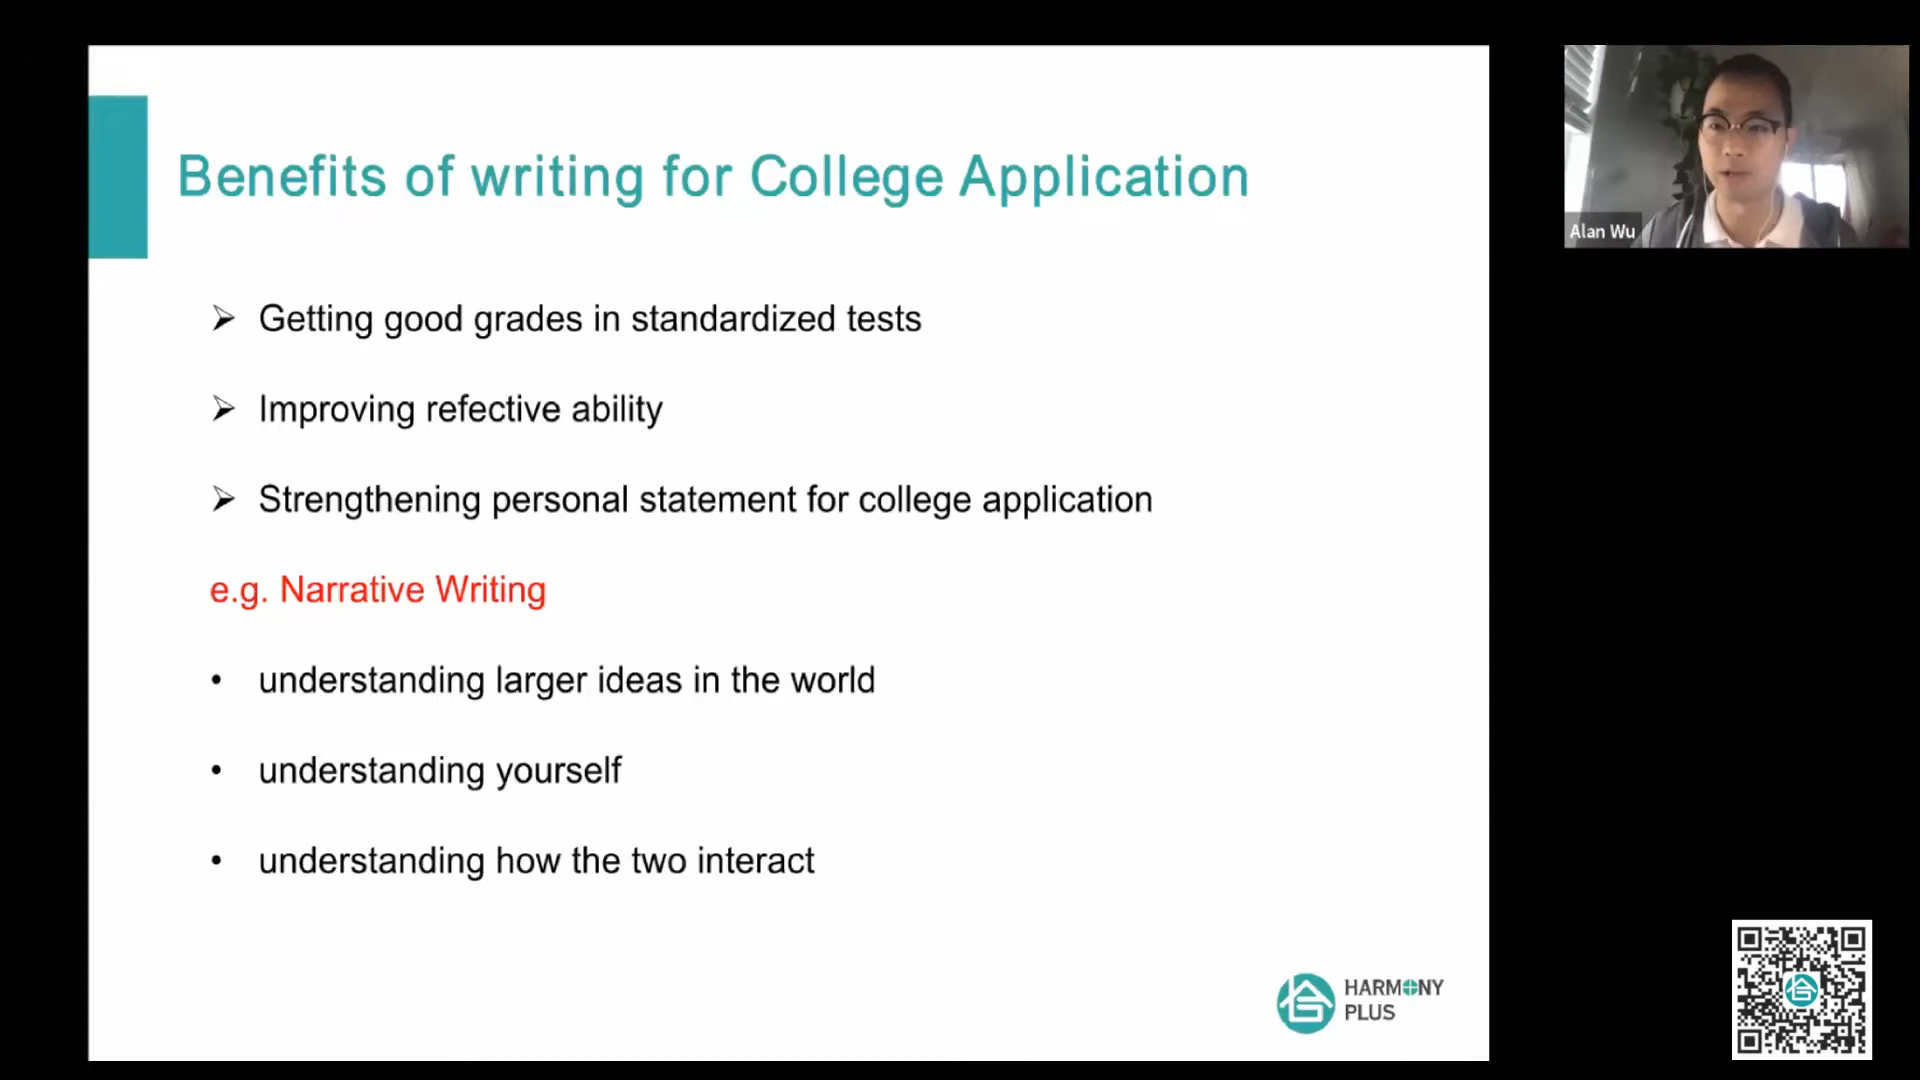 Benefits of writing for College Application
Getting good grades in standardized tests
Improving refective ability
Strengthening personal statement for college application
e.g. Narrative Writing
understanding larger ideas in the world
understanding yourself
understanding how the two interact
HARMONY
PLUS
Alan Wu